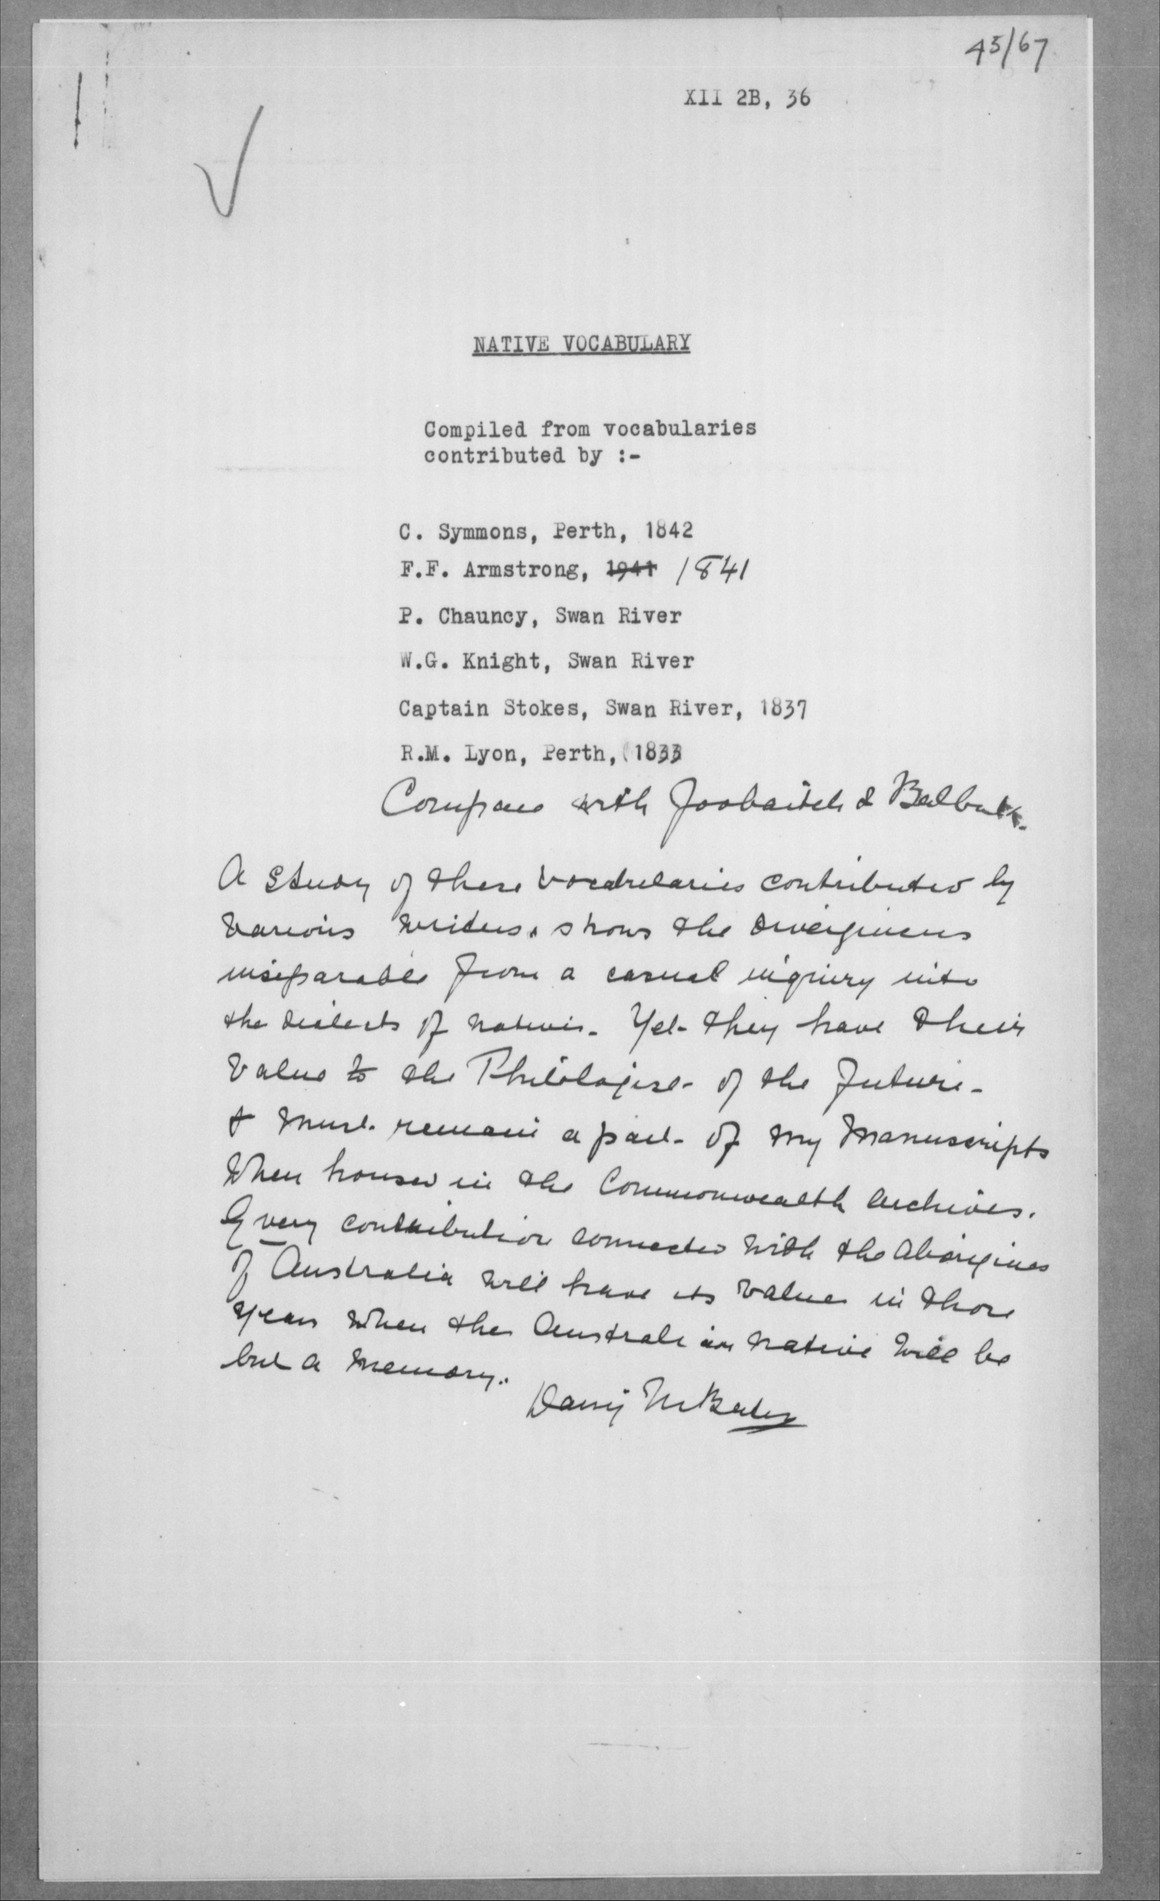 45/67
XII 2B, 36
NATIVE VOCABULARY
Compiled from vocabularies
contributed by :-
C. Symmons, Perth, 1842
F.F. Armstrong, 1941 1841
P. Chauncy, Swan River
W.G. Knight, Swan River
Captain Stokes, Swan River, 1837
R.M. Lyon, Perth, 1833
Compare with Joobaitch & Balbuk.
A Study of these vocabularies contributed by
various writers, shows the divergences
inseparable from a casual inquiry into
the dialects of natives. Yet they have their
value to the Philologist of the future -
& must remain a part of my Manuscripts
when housed in the Commonwealth Archives.
Every contribution connected with the Aborigines
of Australia will have its value in those
years when the Australian native will be
but a memory.
Daisy M Bates